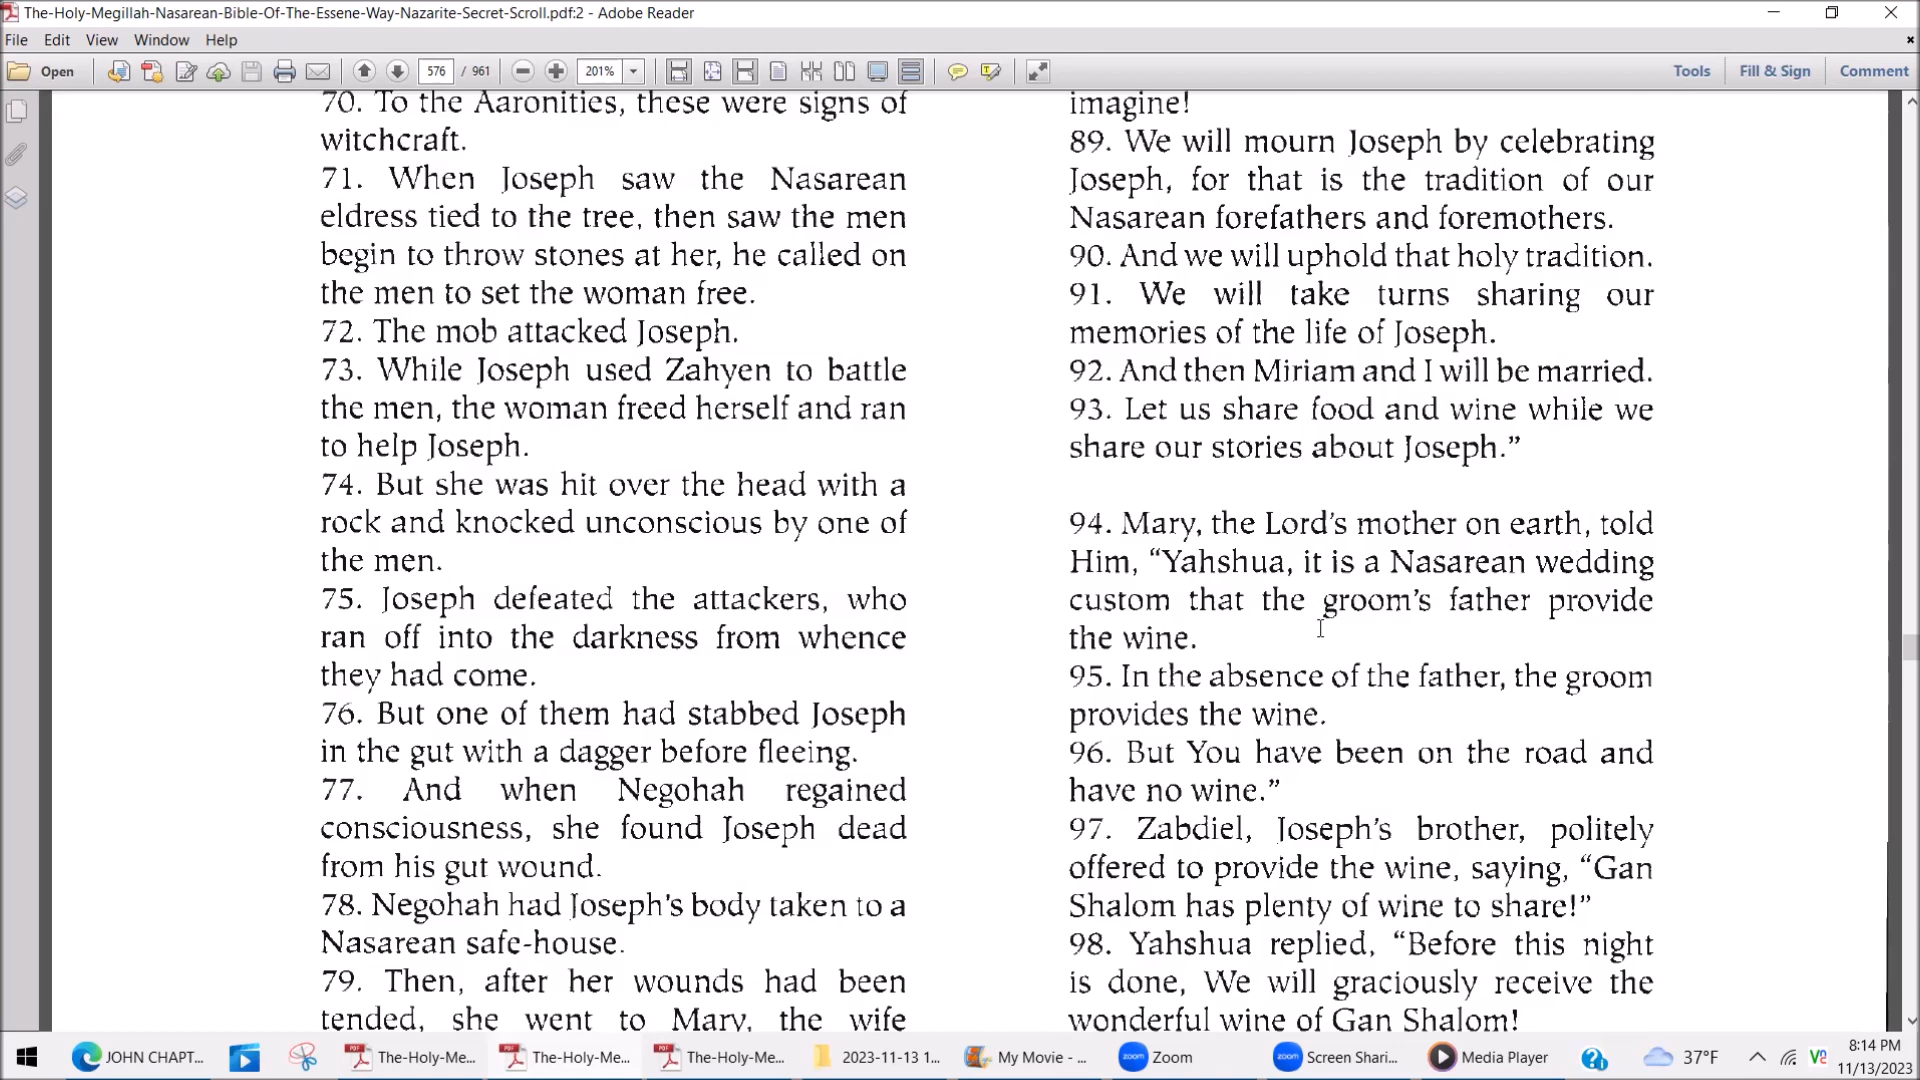 The-Holy-Megillah-Nasarean-Bible-Of-The-Essene-Way-Nazarite-Secret-Scroll.pdf:2 - Adobe Reader
File Edit View Window Help
Open 576 / 961 201% Tools Fill & Sign Comment
70. To the Aaronities, these were signs of
witchcraft.
71. When Joseph saw the Nasarean
eldress tied to the tree, then saw the men
begin to throw stones at her, he called on
the men to set the woman free.
72. The mob attacked Joseph.
73. While Joseph used Zahyen to battle
the men, the woman freed herself and ran
to help Joseph.
74. But she was hit over the head with a
rock and knocked unconscious by one of
the men.
75. Joseph defeated the attackers, who
ran off into the darkness from whence
they had come.
76. But one of them had stabbed Joseph
in the gut with a dagger before fleeing.
77. And when Negohah regained
consciousness, she found Joseph dead
from his gut wound.
78. Negohah had Joseph's body taken to a
Nasarean safe-house.
79. Then, after her wounds had been
tended, she went to Mary, the wife
imagine!
89. We will mourn Joseph by celebrating
Joseph, for that is the tradition of our
Nasarean forefathers and foremothers.
90. And we will uphold that holy tradition.
91. We will take turns sharing our
memories of the life of Joseph.
92. And then Miriam and I will be married.
93. Let us share food and wine while we
share our stories about Joseph.”
94. Mary, the Lord’s mother on earth, told
Him, “Yahshua, it is a Nasarean wedding
custom that the groom’s father provide
the wine.
95. In the absence of the father, the groom
provides the wine.
96. But You have been on the road and
have no wine.”
97. Zabdiel, Joseph’s brother, politely
offered to provide the wine, saying, “Gan
Shalom has plenty of wine to share!”
98. Yahshua replied, “Before this night
is done, We will graciously receive the
wonderful wine of Gan Shalom!
JOHN CHAPT... The-Holy-Me... The-Holy-Me... The-Holy-Me... 2023-11-13 1... My Movie - ... zoom Zoom zoom Screen Shari... Media Player 37°F 8:14 PM
11/13/2023